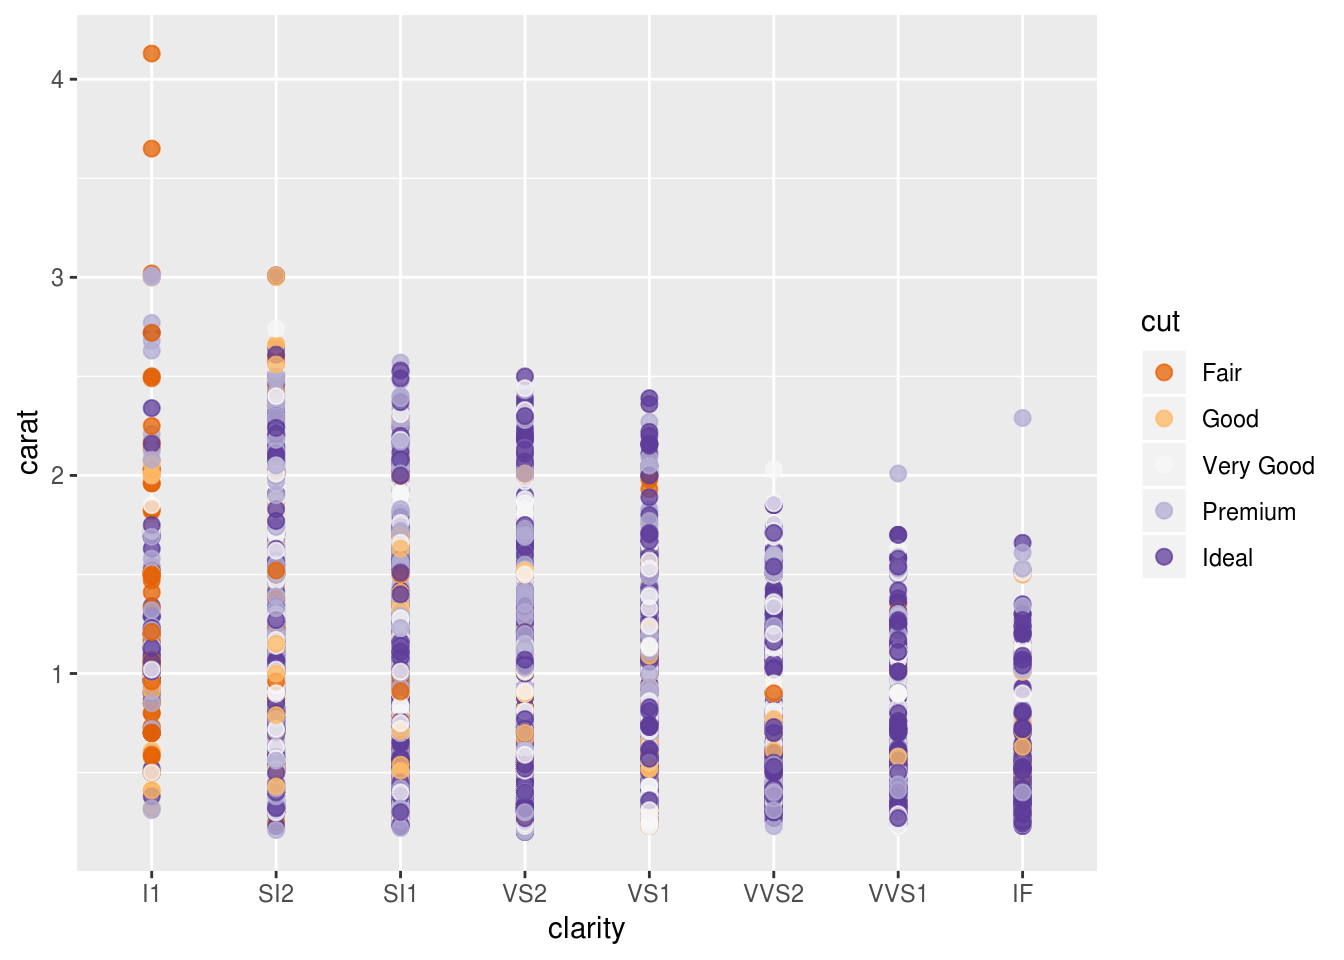 4
3
2
1
carat
I1 SI2 SI1 VS2 VS1 VVS2 VVS1 IF
clarity
cut
Fair
Good
Very Good
Premium
Ideal